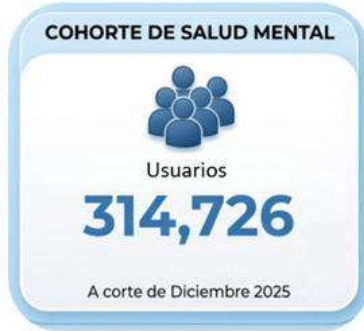 COHORTE DE SALUD MENTAL
Usuarios
314,726
A corte de Diciembre 2025